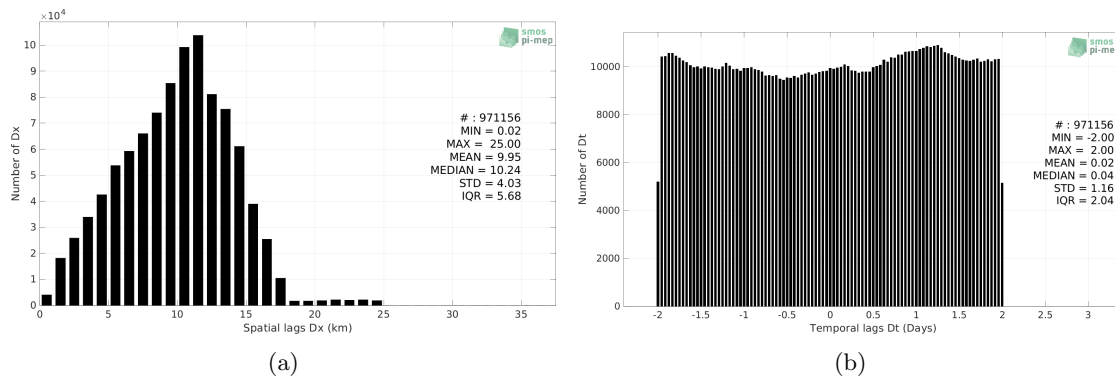 ×10⁴
10
9
8
7
6
5
4
3
2
1
0
Number of Dx
0 5 10 15 20 25 30 35
Spatial lags Dx (km)
smos
pi-mep
# : 971156
MIN = 0.02
MAX = 25.00
MEAN = 9.95
MEDIAN = 10.24
STD = 4.03
IQR = 5.68
(a)
10000
8000
6000
4000
2000
0
Number of Dt
-2 -1.5 -1 -0.5 0 0.5 1 1.5 2 2.5 3
Temporal lags Dt (Days)
smos
pi-me
# : 971156
MIN = -2.00
MAX = 2.00
MEAN = 0.02
MEDIAN = 0.04
STD = 1.16
IQR = 2.04
(b)